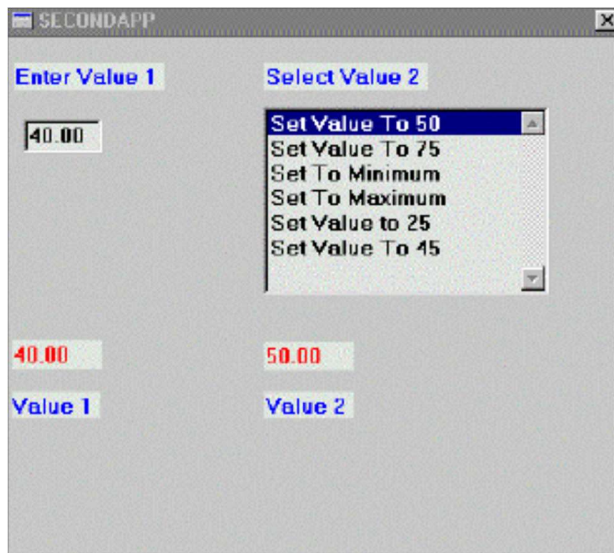 SECONDAPP
Enter Value 1
Select Value 2
40.00
Set Value To 50
Set Value To 75
Set To Minimum
Set To Maximum
Set Value to 25
Set Value To 45
40.00
50.00
Value 1
Value 2